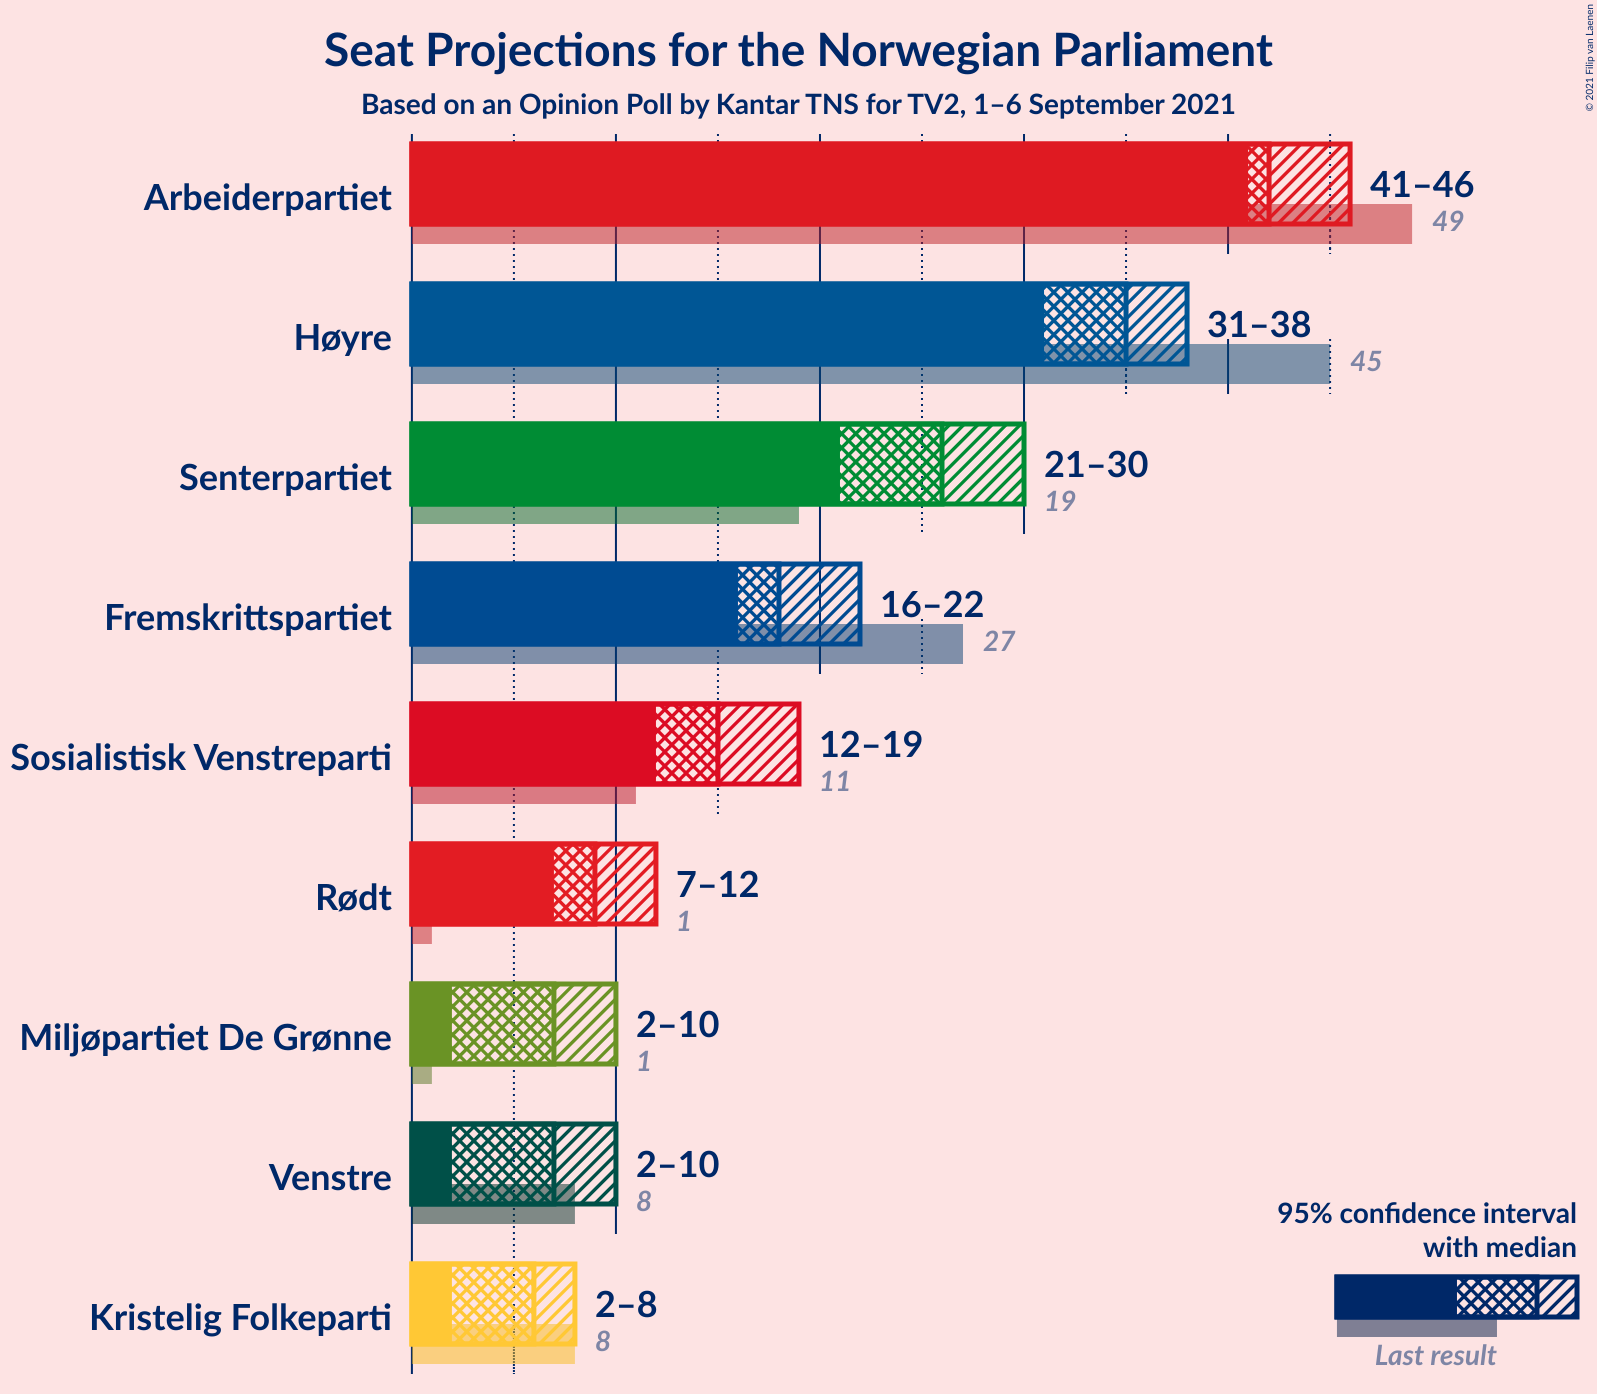 Seat Projections for the Norwegian Parliament
Based on an Opinion Poll by Kantar TNS for TV2, 1–6 September 2021
© 2021 Filip van Laenen
Arbeiderpartiet
41–46
49
Høyre
31–38
45
Senterpartiet
21–30
19
Fremskrittspartiet
16–22
27
Sosialistisk Venstreparti
12–19
11
Rødt
7–12
1
Miljøpartiet De Grønne
2–10
1
Venstre
2–10
8
Kristelig Folkeparti
2–8
8
95% confidence interval
with median
Last result